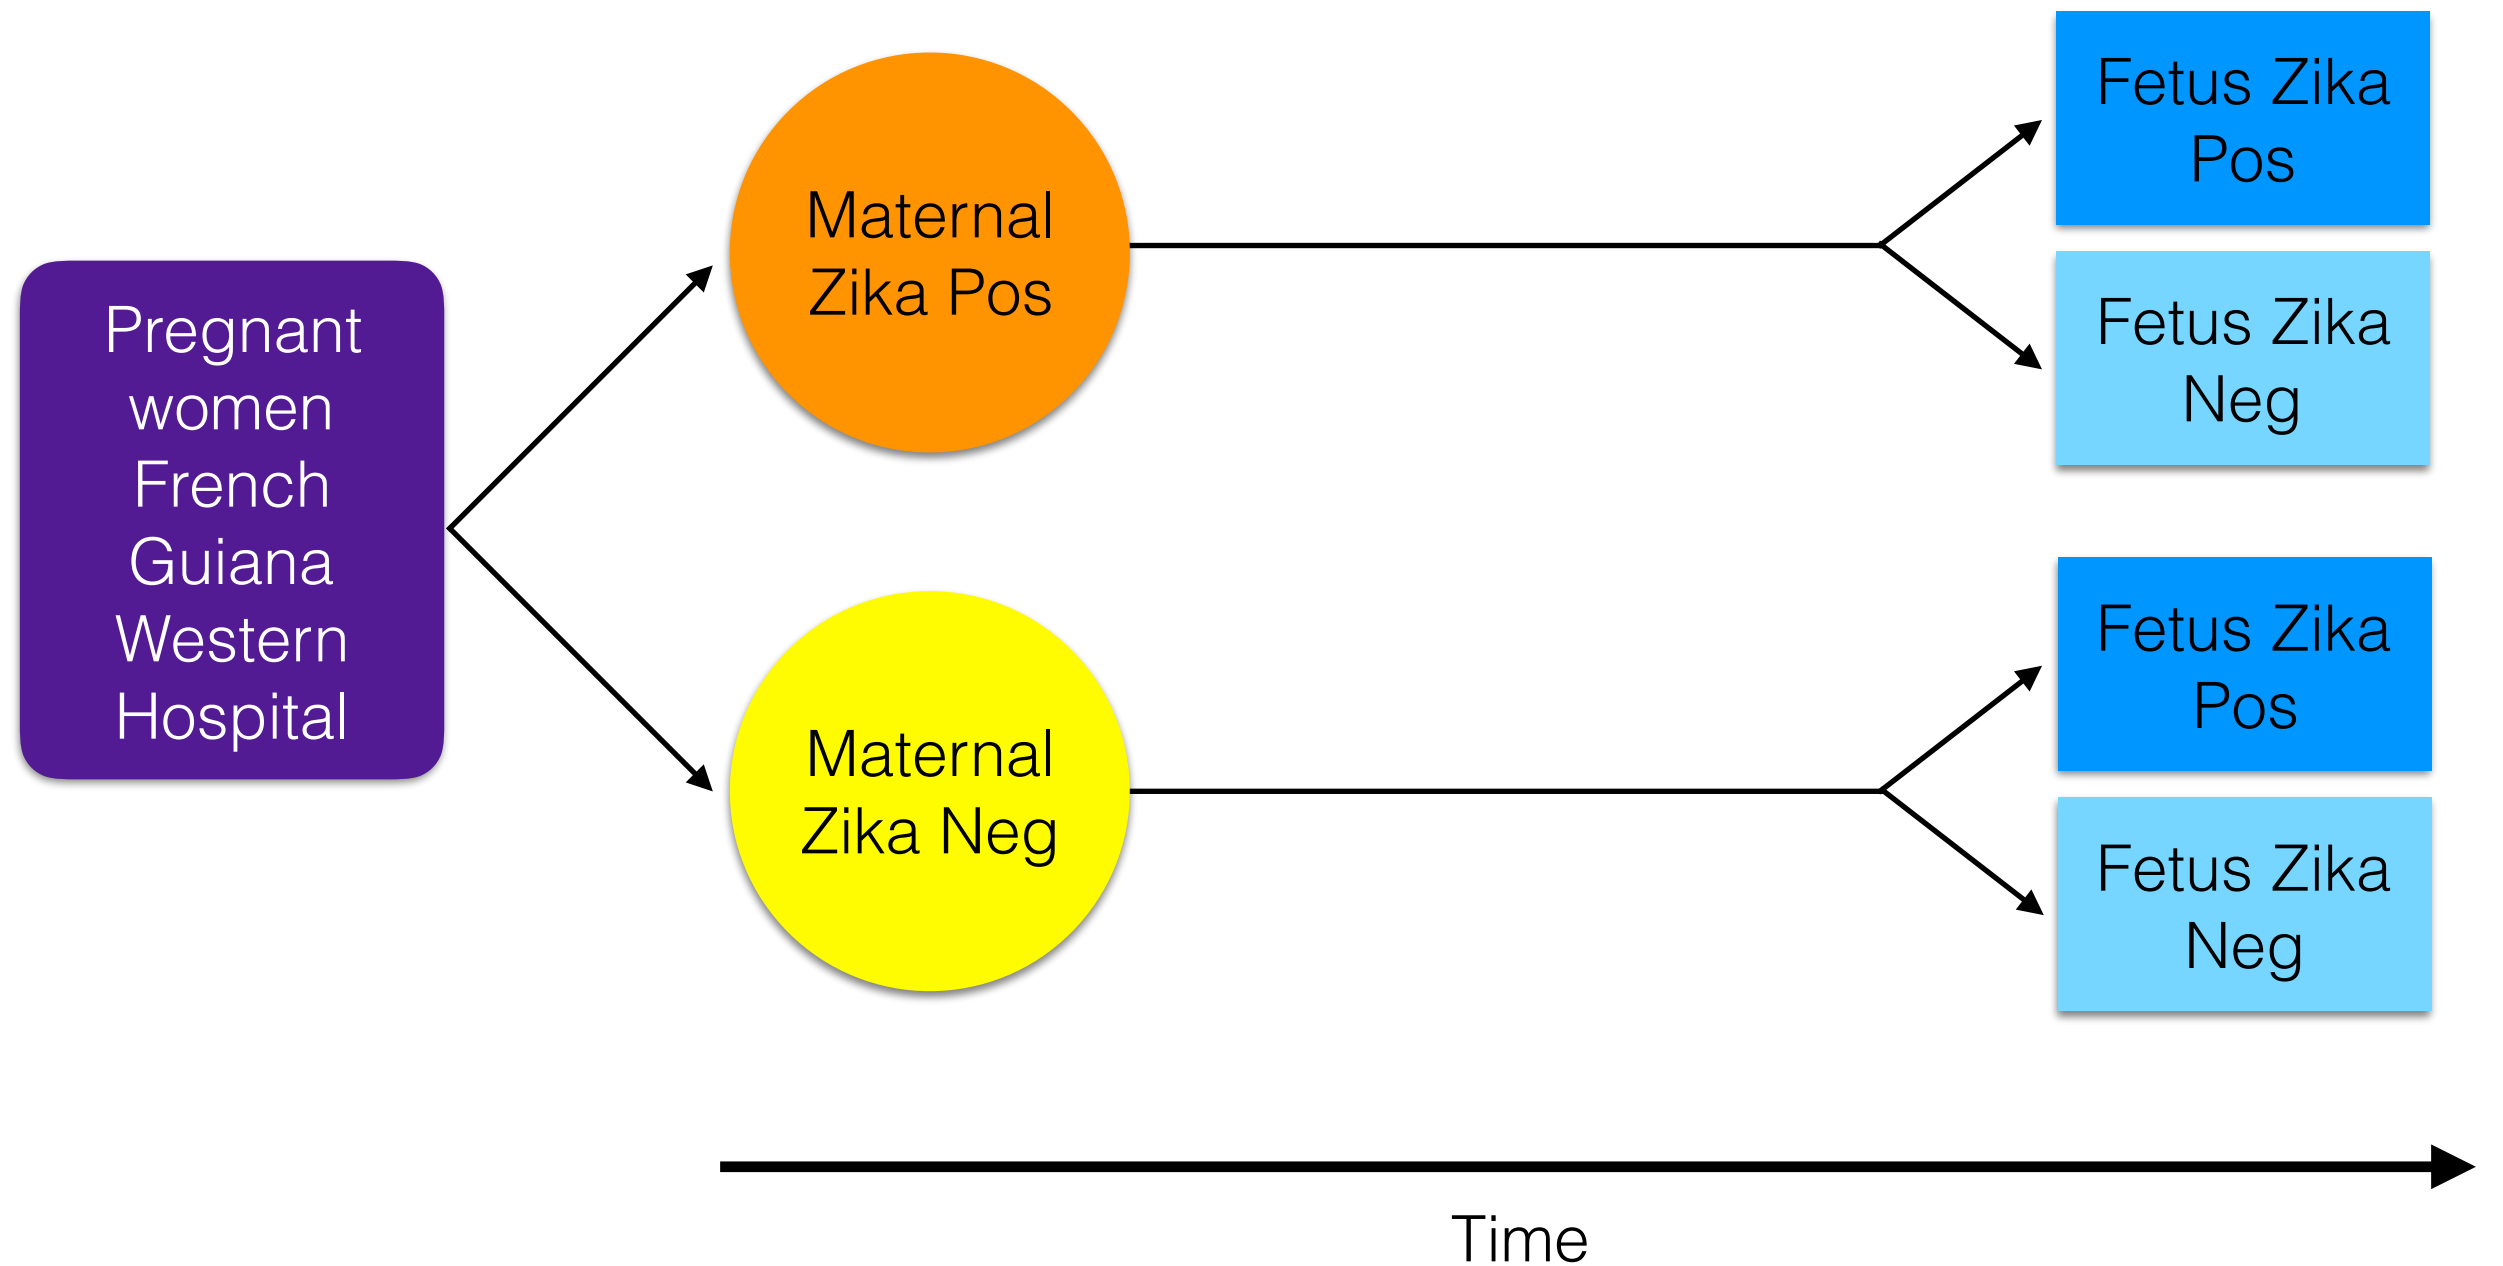 Pregnant
women
French
Guiana
Western
Hospital
Maternal
Zika Pos
Maternal
Zika Neg
Fetus Zika
Pos
Fetus Zika
Neg
Fetus Zika
Pos
Fetus Zika
Neg
Time